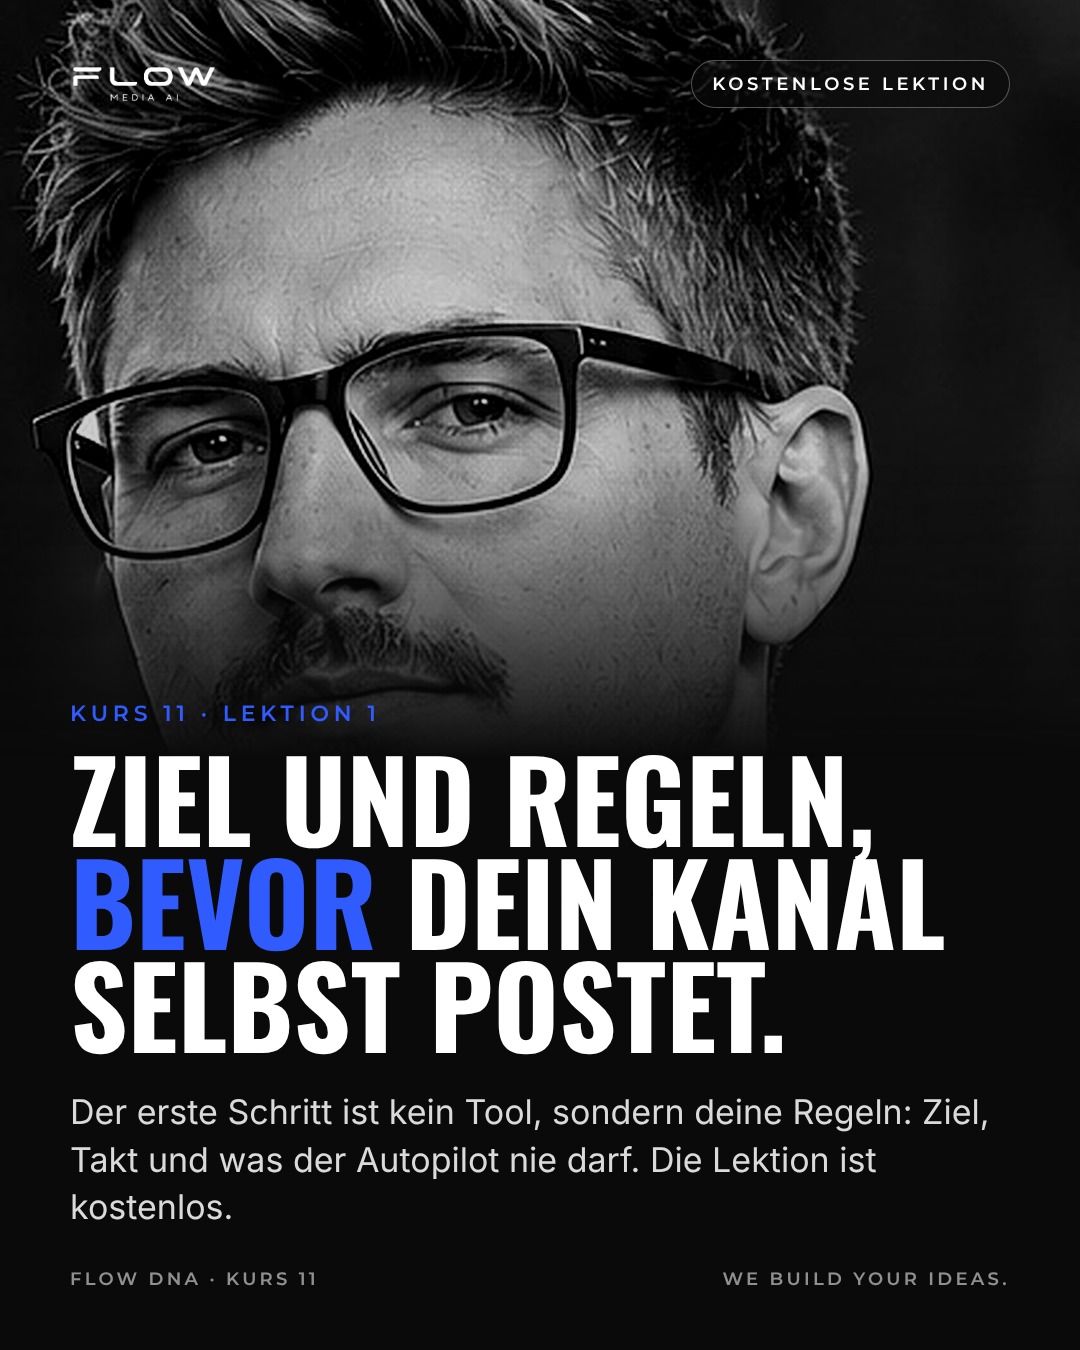 FLOW
MEDIA AI
KOSTENLOSE LEKTION
KURS 11 · LEKTION 1
ZIEL UND REGELN,
BEVOR DEIN KANAL
SELBST POSTET.
Der erste Schritt ist kein Tool, sondern deine Regeln: Ziel,
Takt und was der Autopilot nie darf. Die Lektion ist
kostenlos.
FLOW DNA · KURS 11
WE BUILD YOUR IDEAS.